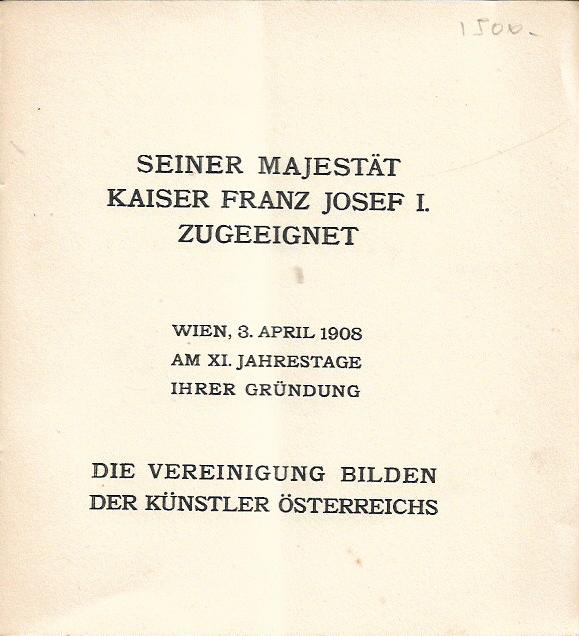 1500.-
SEINER MAJESTÄT
KAISER FRANZ JOSEF I.
ZUGEEIGNET
WIEN, 3. APRIL 1908
AM XI. JAHRESTAGE
IHRER GRÜNDUNG
DIE VEREINIGUNG BILDEN
DER KÜNSTLER ÖSTERREICHS